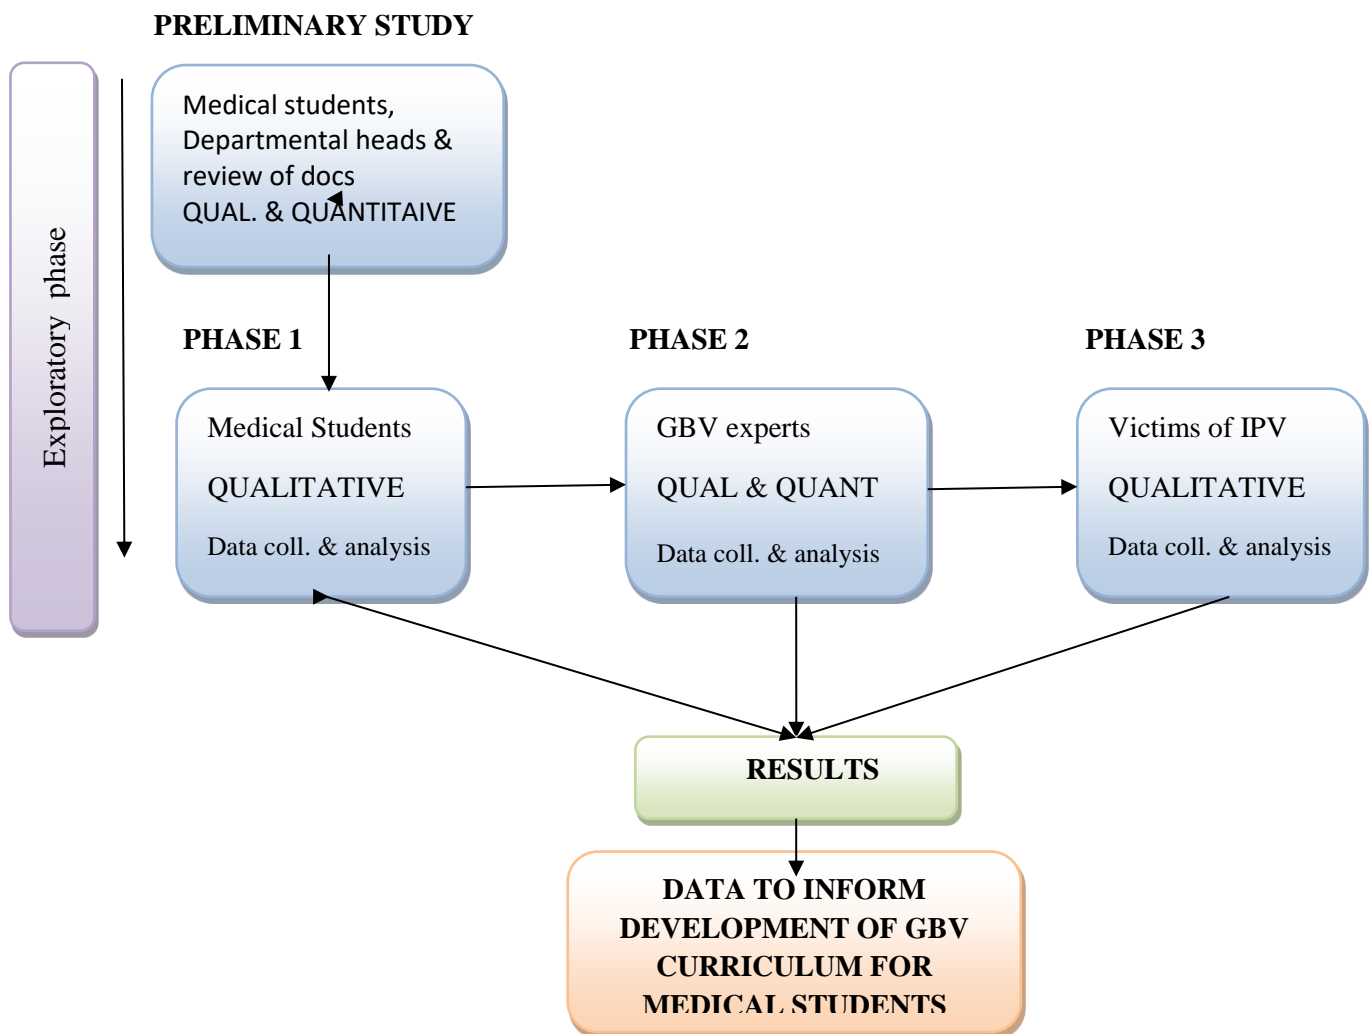 PRELIMINARY STUDY
Medical students,
Departmental heads &
review of docs
QUAL. & QUANTITAIVE
Exploratory phase
PHASE 1
Medical Students
QUALITATIVE
Data coll. & analysis
PHASE 2
GBV experts
QUAL & QUANT
Data coll. & analysis
PHASE 3
Victims of IPV
QUALITATIVE
Data coll. & analysis
RESULTS
DATA TO INFORM
DEVELOPMENT OF GBV
CURRICULUM FOR
MEDICAL STUDENTS